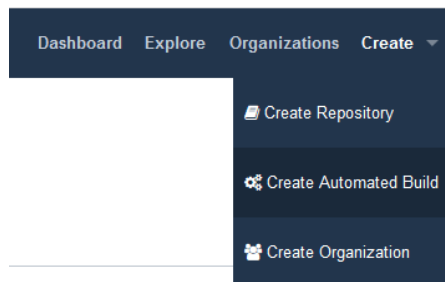 Dashboard Explore Organizations Create
Create Repository
Create Automated Build
Create Organization